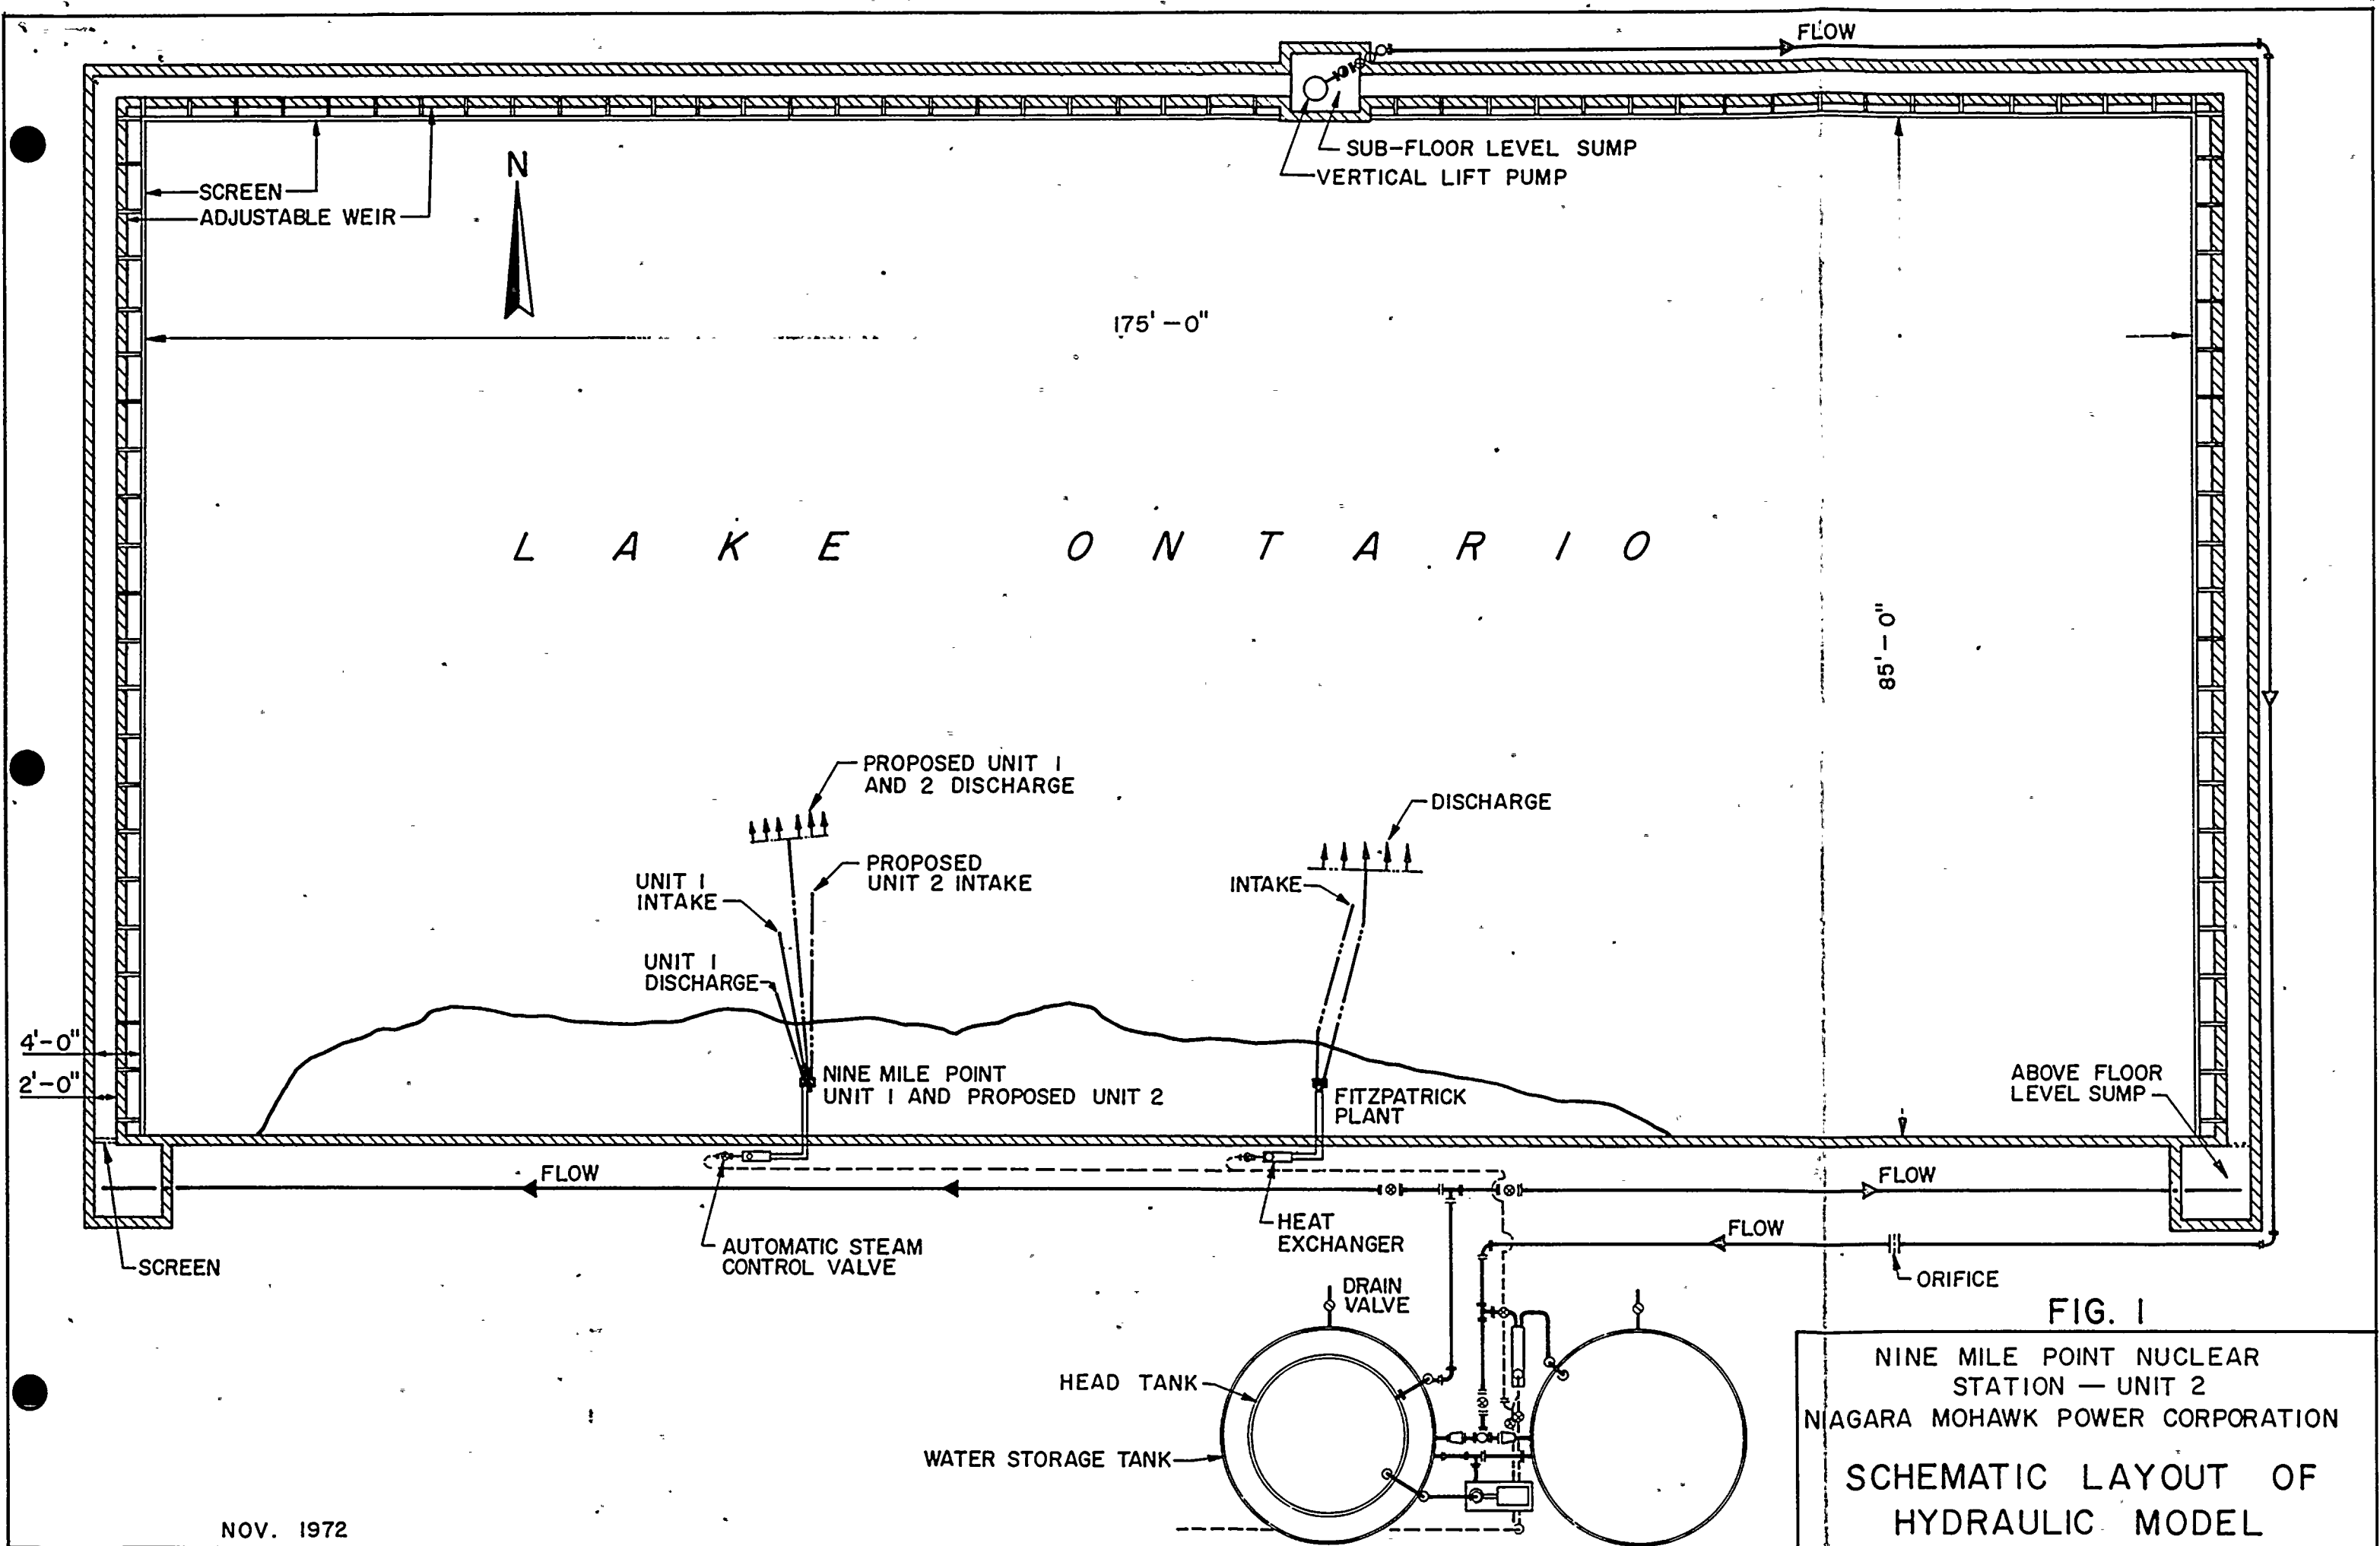 FLOW
SUB-FLOOR LEVEL SUMP
VERTICAL LIFT PUMP
N
SCREEN
ADJUSTABLE WEIR
175'-0"
LAKE ONTARIO
85'-0"
PROPOSED UNIT 1
AND 2 DISCHARGE
DISCHARGE
PROPOSED
UNIT 2 INTAKE
UNIT 1
INTAKE
INTAKE
UNIT 1
DISCHARGE
4'-0"
2'-0"
NINE MILE POINT
UNIT 1 AND PROPOSED UNIT 2
FITZPATRICK
PLANT
ABOVE FLOOR
LEVEL SUMP
FLOW
FLOW
SCREEN
AUTOMATIC STEAM
CONTROL VALVE
HEAT
EXCHANGER
FLOW
ORIFICE
DRAIN
VALVE
HEAD TANK
WATER STORAGE TANK
FIG. 1
NINE MILE POINT NUCLEAR
STATION — UNIT 2
NIAGARA MOHAWK POWER CORPORATION
SCHEMATIC LAYOUT OF
HYDRAULIC MODEL
NOV. 1972